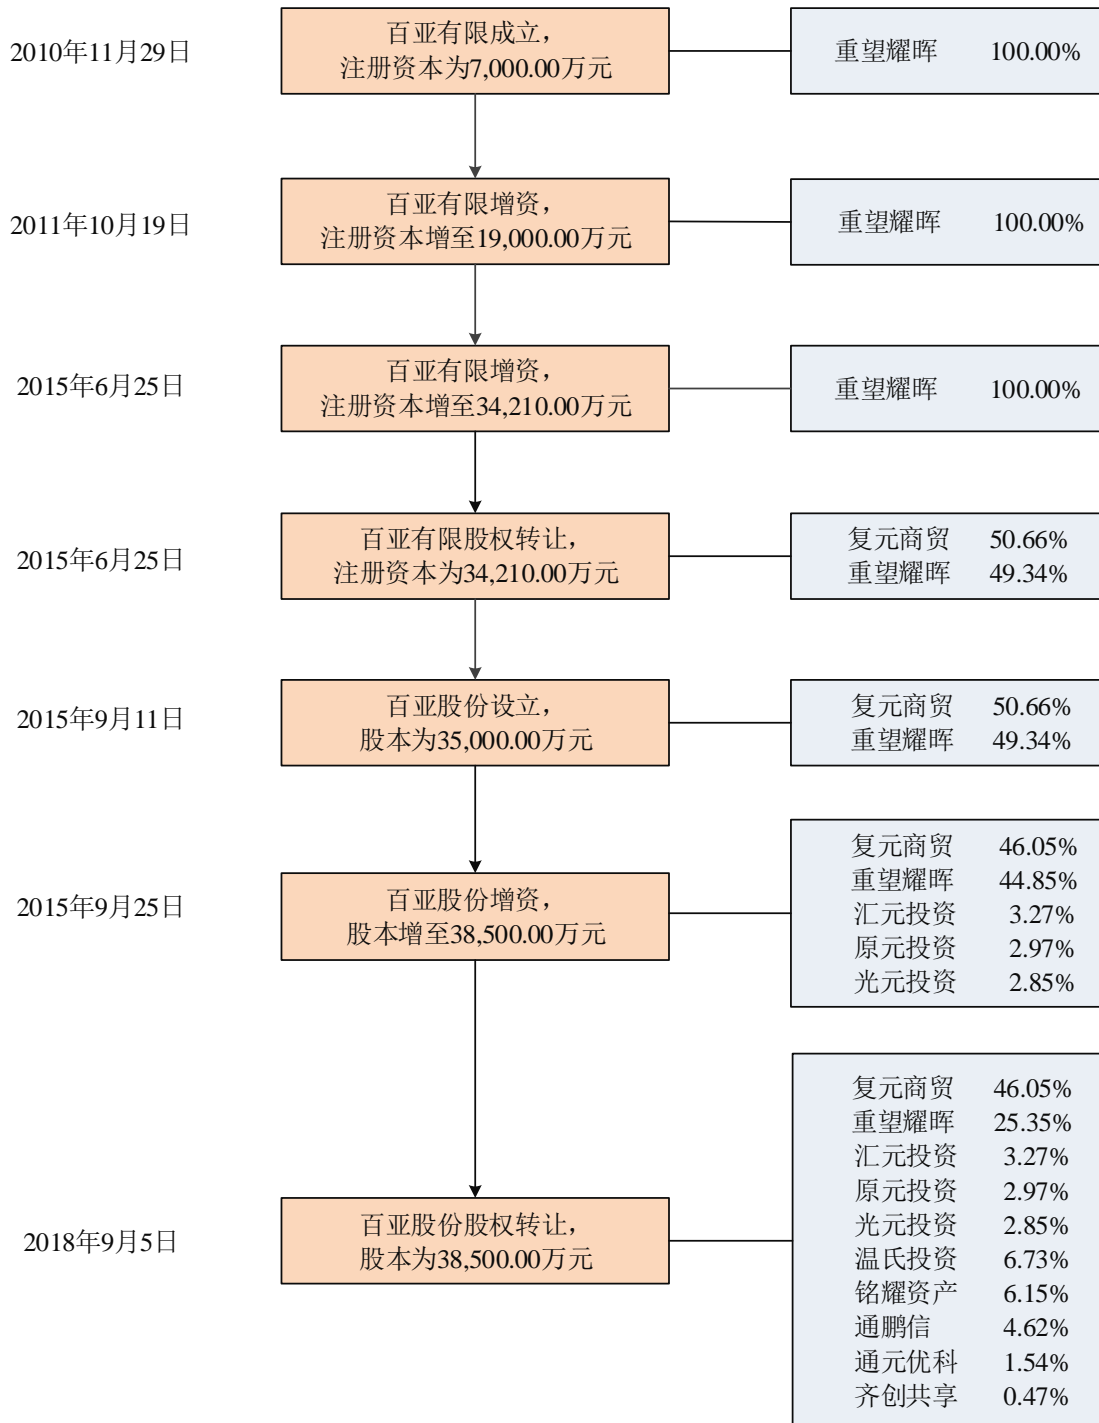 2010年11月29日
百亚有限成立，
注册资本为7,000.00万元
重望耀晖 100.00%
2011年10月19日
百亚有限增资，
注册资本增至19,000.00万元
重望耀晖 100.00%
2015年6月25日
百亚有限增资，
注册资本增至34,210.00万元
重望耀晖 100.00%
2015年6月25日
百亚有限股权转让，
注册资本为34,210.00万元
复元商贸 50.66%
重望耀晖 49.34%
2015年9月11日
百亚股份设立，
股本为35,000.00万元
复元商贸 50.66%
重望耀晖 49.34%
2015年9月25日
百亚股份增资，
股本增至38,500.00万元
复元商贸 46.05%
重望耀晖 44.85%
汇元投资 3.27%
原元投资 2.97%
光元投资 2.85%
2018年9月5日
百亚股份股权转让，
股本为38,500.00万元
复元商贸 46.05%
重望耀晖 25.35%
汇元投资 3.27%
原元投资 2.97%
光元投资 2.85%
温氏投资 6.73%
铭耀资产 6.15%
通鹏信 4.62%
通元优科 1.54%
齐创共享 0.47%